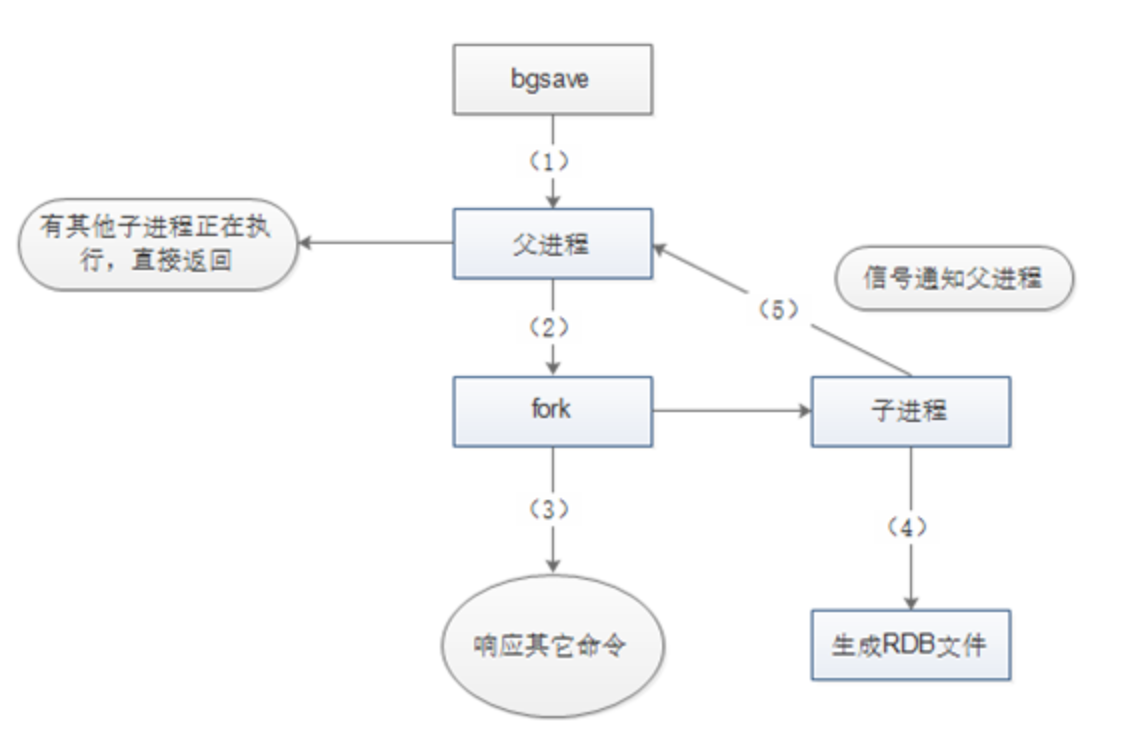 bgsave
（1）
有其他子进程正在执
行，直接返回
父进程
信号通知父进程
（5）
（2）
fork
子进程
（3）
（4）
响应其它命令
生成RDB文件